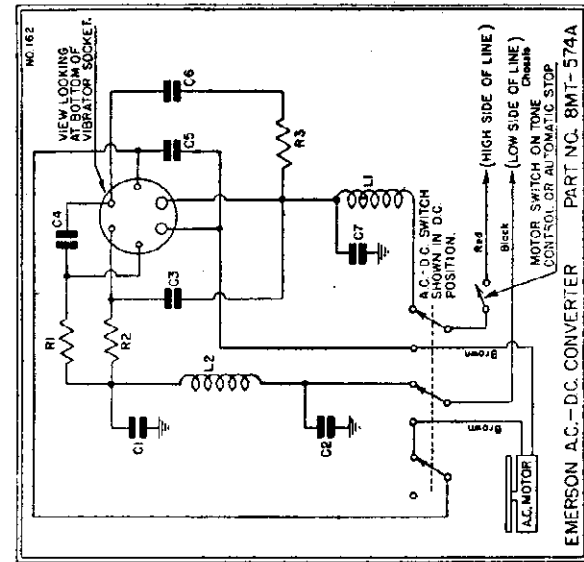 NO. 162
VIEW LOOKING
AT BOTTOM OF
VIBRATOR SOCKET.
C4
C6
C5
R1
R2
C3
R3
L1
L2
C7
C1
C2
A.C.-D.C. SWITCH
SHOWN IN D.C.
POSITION.
Red
Black
Brown
Brown
(HIGH SIDE OF LINE)
(LOW SIDE OF LINE)
Chassis
MOTOR SWITCH ON TONE
CONTROL OR AUTOMATIC STOP
A.C. MOTOR
EMERSON A.C.-D.C. CONVERTER PART NO. 8MT-574A